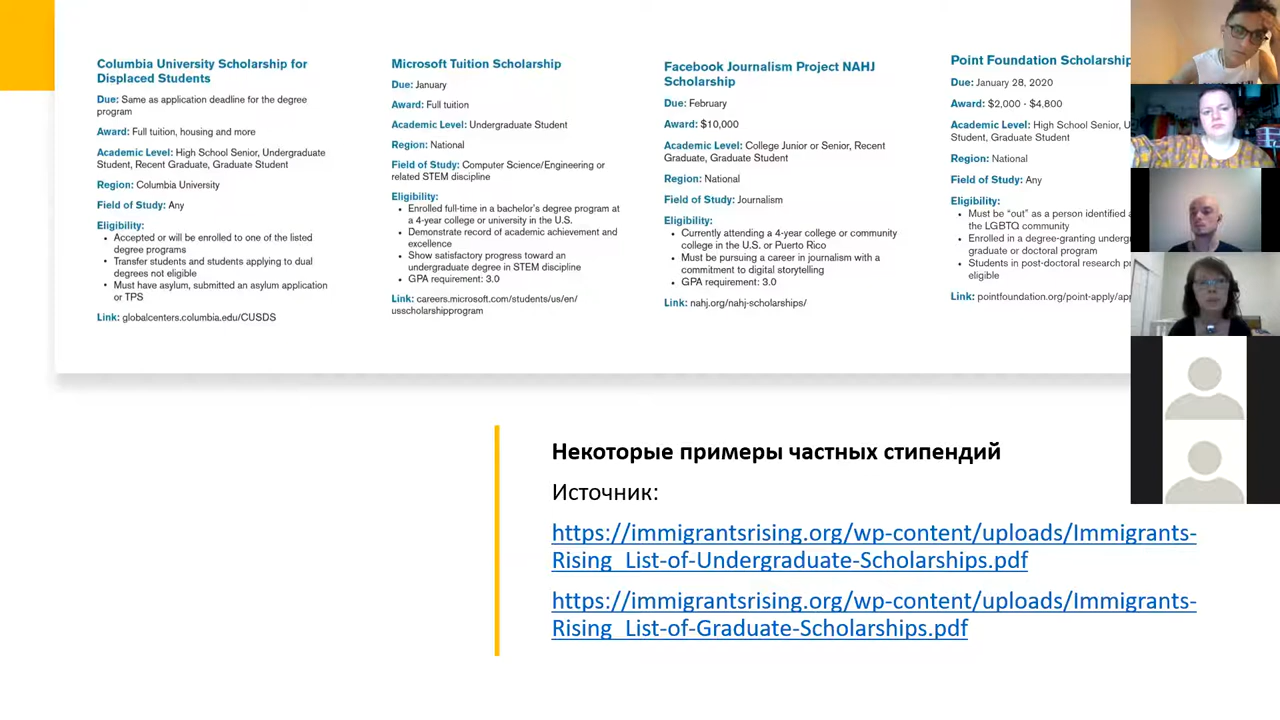 Columbia University Scholarship for
Displaced Students
Due: Same as application deadline for the degree
program
Award: Full tuition, housing and more
Academic Level: High School Senior, Undergraduate
Student, Recent Graduate, Graduate Student
Region: Columbia University
Field of Study: Any
Eligibility:
• Accepted or will be enrolled to one of the listed
degree programs
• Transfer students and students applying to dual
degrees not eligible
• Must have asylum, submitted an asylum application
or TPS
Link: globalcenters.columbia.edu/CUSDS
Microsoft Tuition Scholarship
Due: January
Award: Full tuition
Academic Level: Undergraduate Student
Region: National
Field of Study: Computer Science/Engineering or
related STEM discipline
Eligibility:
• Enrolled full-time in a bachelor's degree program at
a 4-year college or university in the U.S.
• Demonstrate record of academic achievement and
excellence
• Show satisfactory progress toward an
undergraduate degree in STEM discipline
• GPA requirement: 3.0
Link: careers.microsoft.com/students/us/en/
usscholarshipprogram
Facebook Journalism Project NAHJ
Scholarship
Due: February
Award: $10,000
Academic Level: College Junior or Senior, Recent
Graduate, Graduate Student
Region: National
Field of Study: Journalism
Eligibility:
• Currently attending a 4-year college or community
college in the U.S. or Puerto Rico
• Must be pursuing a career in journalism with a
commitment to digital storytelling
• GPA requirement: 3.0
Link: nahj.org/nahj-scholarships/
Point Foundation Scholarship
Due: January 28, 2020
Award: $2,000 - $4,800
Academic Level: High School Senior, U
Student, Graduate Student
Region: National
Field of Study: Any
Eligibility:
• Must be "out" as a person identified
the LGBTQ community
• Enrolled in a degree-granting underg
graduate or doctoral program
• Students in post-doctoral research p
eligible
Link: pointfoundation.org/point-apply/ap
Некоторые примеры частных стипендий
Источник:
https://immigrantsrising.org/wp-content/uploads/Immigrants-
Rising_List-of-Undergraduate-Scholarships.pdf
https://immigrantsrising.org/wp-content/uploads/Immigrants-
Rising_List-of-Graduate-Scholarships.pdf